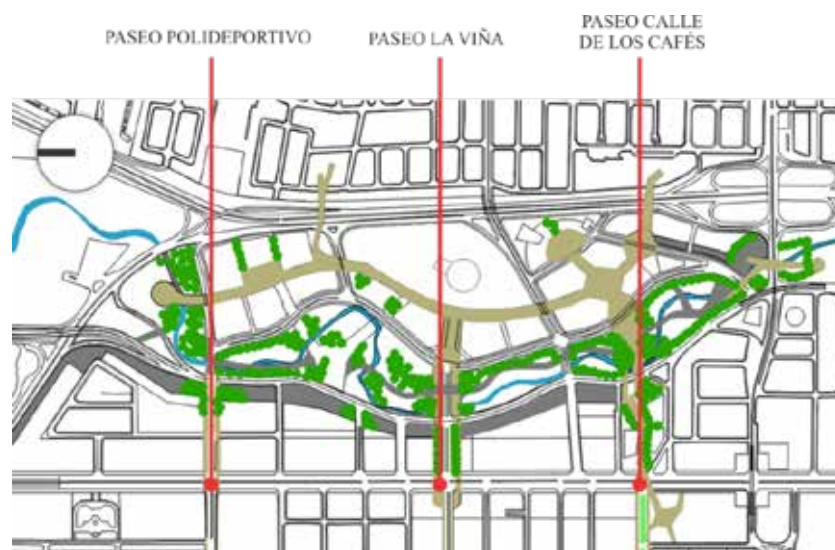 PASEO POLIDEPORTIVO
PASEO LA VIÑA
PASEO CALLE
DE LOS CAFÉS